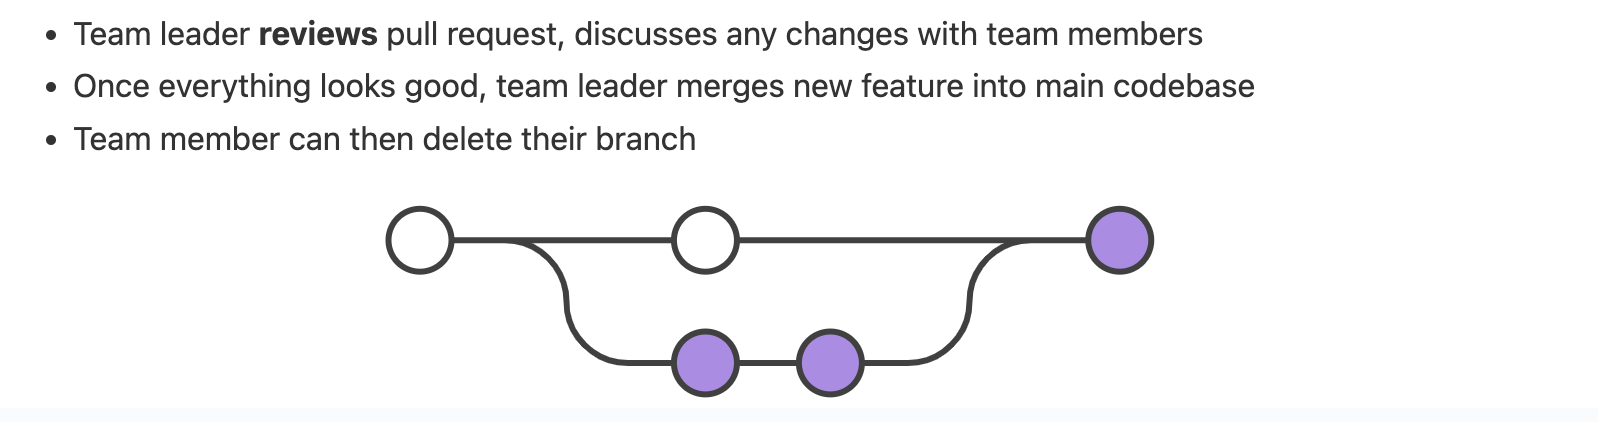 • Team leader reviews pull request, discusses any changes with team members
• Once everything looks good, team leader merges new feature into main codebase
• Team member can then delete their branch